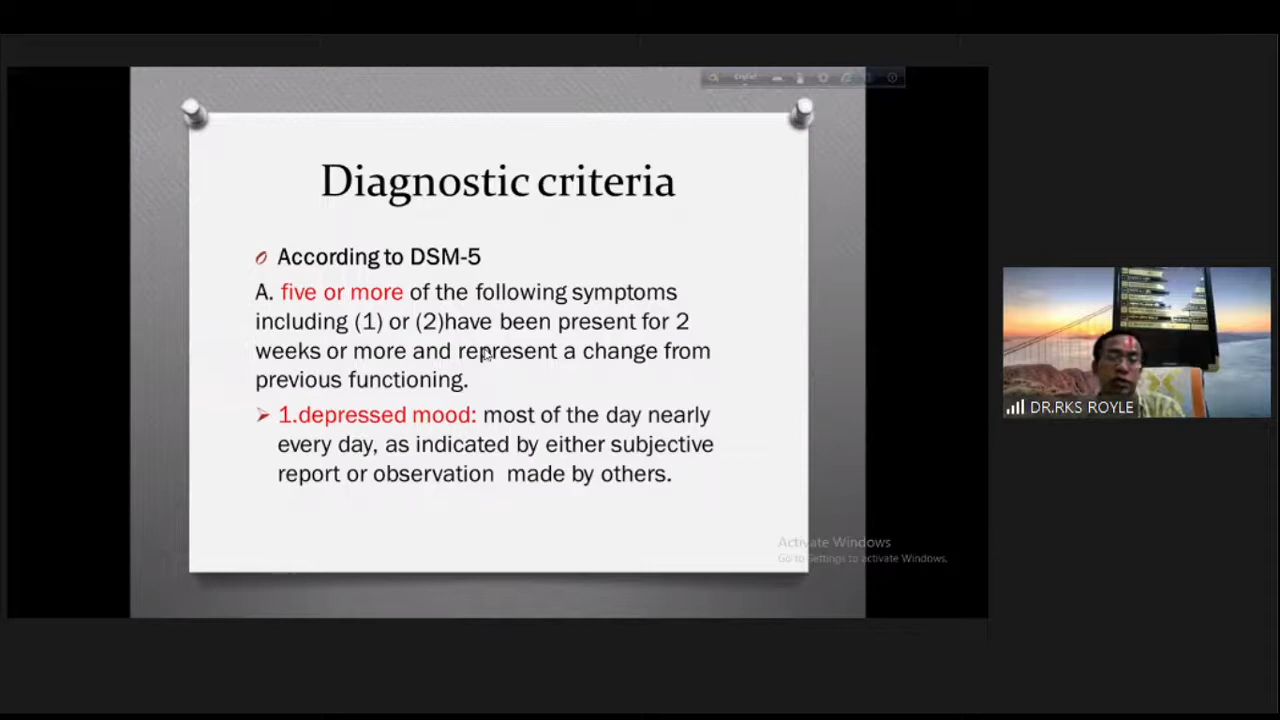 English
Diagnostic criteria
According to DSM-5
A. five or more of the following symptoms
including (1) or (2)have been present for 2
weeks or more and represent a change from
previous functioning.
1.depressed mood: most of the day nearly
every day, as indicated by either subjective
report or observation made by others.
Activate Windows
Go to Settings to activate Windows.
DR.RKS ROYLE